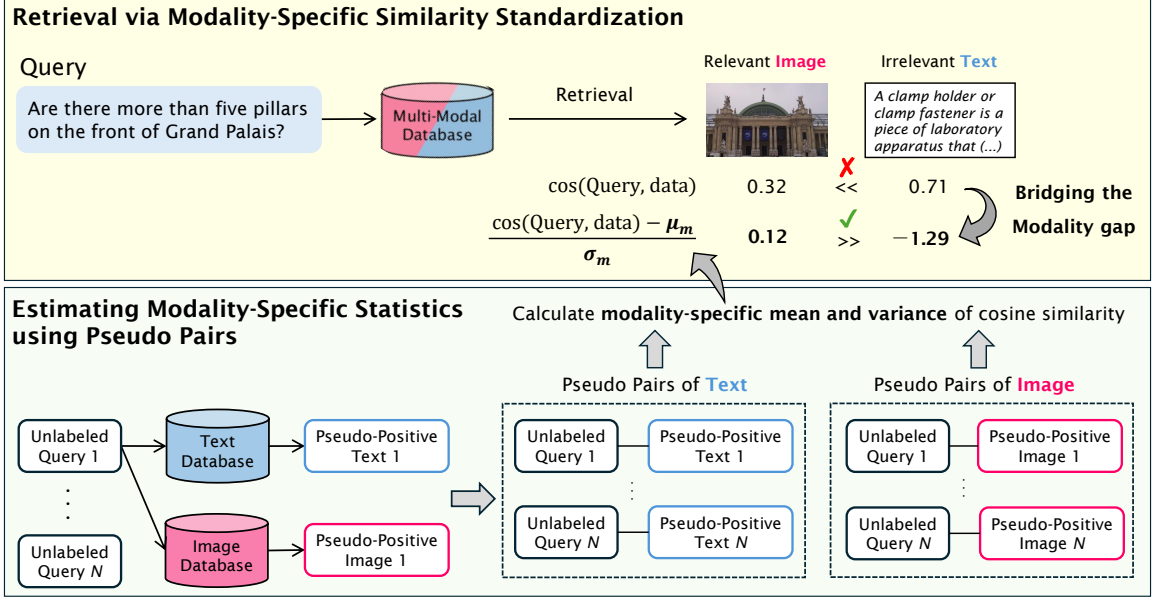 Retrieval via Modality-Specific Similarity Standardization
Query
Are there more than five pillars
on the front of Grand Palais?
Multi-Modal
Database
Retrieval
Relevant Image
Irrelevant Text
A clamp holder or
clamp fastener is a
piece of laboratory
apparatus that (...)
cos(Query, data)
0.32
✗
<<
0.71
cos(Query, data) − μm
σm
0.12
✓
>>
−1.29
Bridging the
Modality gap
Estimating Modality-Specific Statistics
using Pseudo Pairs
Calculate modality-specific mean and variance of cosine similarity
Unlabeled
Query 1
Unlabeled
Query N
Text
Database
Image
Database
Pseudo-Positive
Text 1
Pseudo-Positive
Image 1
Pseudo Pairs of Text
Unlabeled
Query 1
Pseudo-Positive
Text 1
Unlabeled
Query N
Pseudo-Positive
Text N
Pseudo Pairs of Image
Unlabeled
Query 1
Pseudo-Positive
Image 1
Unlabeled
Query N
Pseudo-Positive
Image N